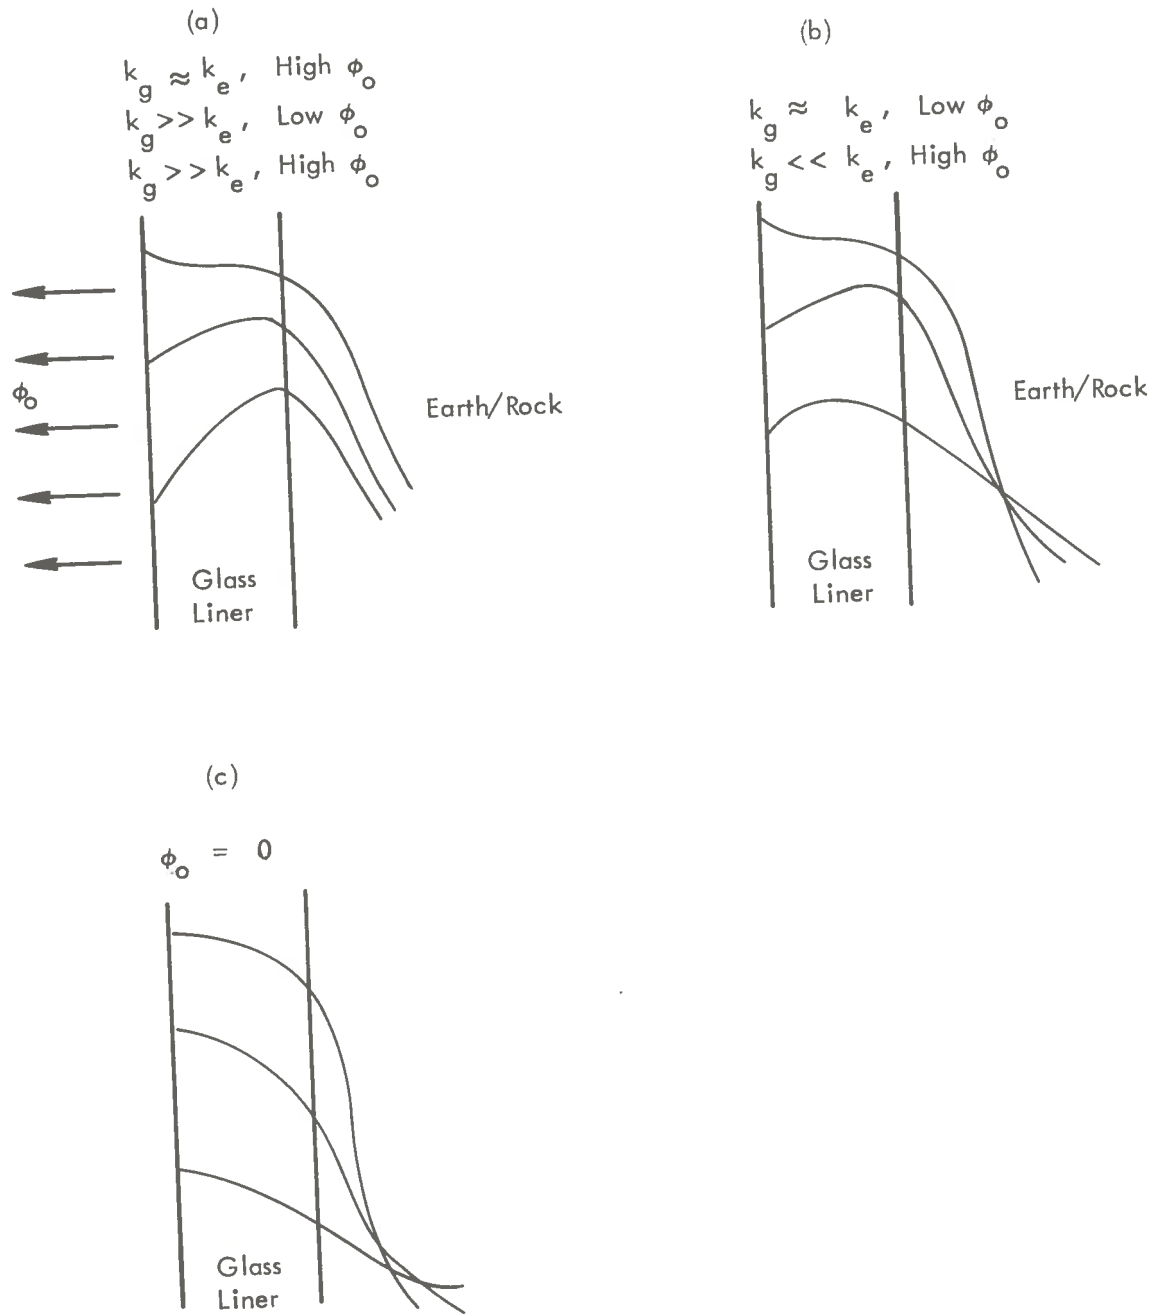 (a)
k_g ≈ k_e, High ϕ_o
k_g >> k_e, Low ϕ_o
k_g >> k_e, High ϕ_o
ϕ_o
Earth/Rock
Glass
Liner
(b)
k_g ≈ k_e, Low ϕ_o
k_g << k_e, High ϕ_o
Earth/Rock
Glass
Liner
(c)
ϕ_o = 0
Glass
Liner